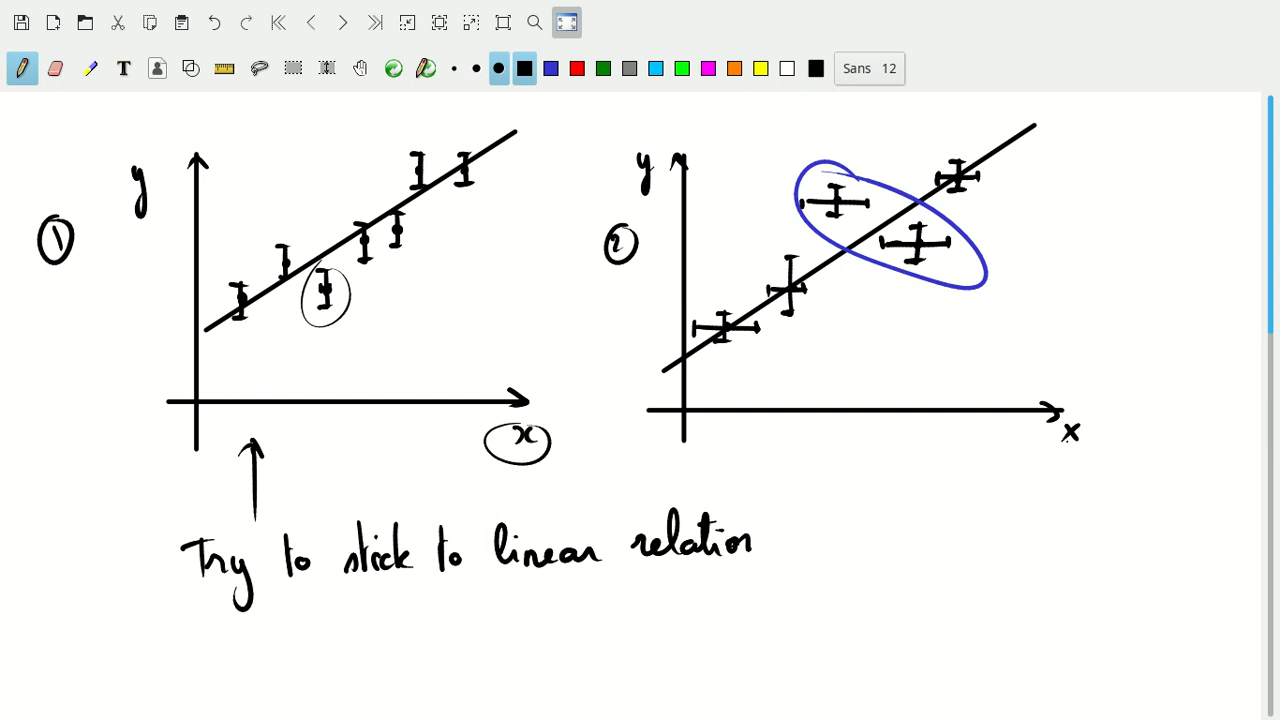 Sans 12
y
①
x
y
②
x
Try to stick to linear relation